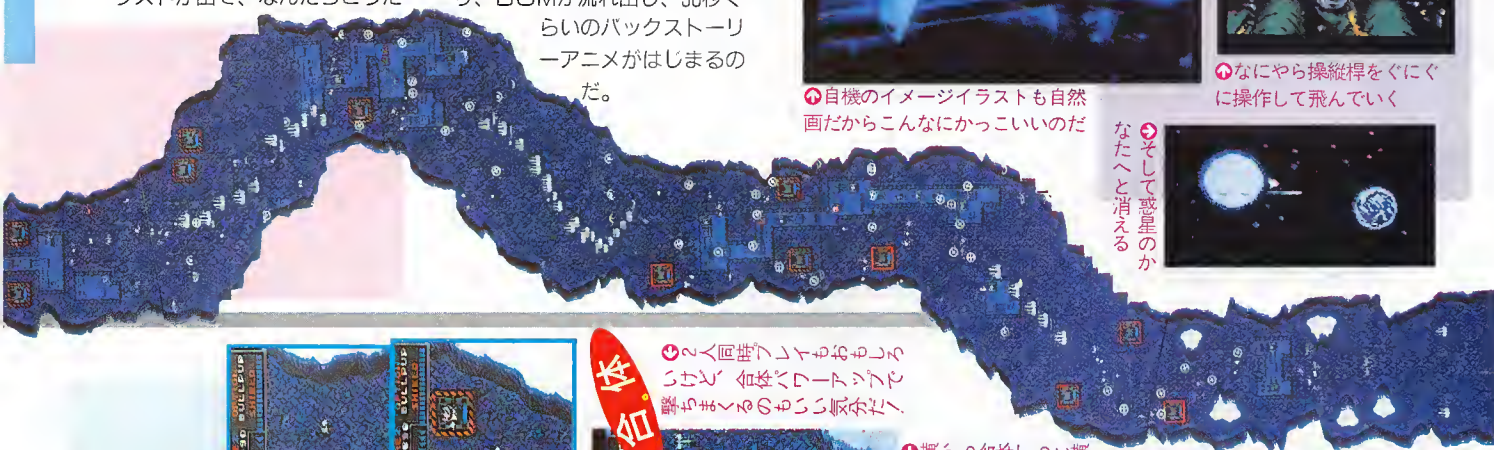 らいのバックストーリ
ーアニメがはじまるの
だ。
⬆自機のイメージイラストも自然
画だからこんなにかっこいいのだ
⬆なにやら操縦桿をぐにぐ
に操作して飛んでいく
➡そして惑星のか
なたへと消える
BULLPUP
SHIELD
BULLPUP
SHIELD
合.体
⬇2人同時プレイもおもしろ
いけど、合体パワーアップで
撃ちまくるのもいい気分だ!